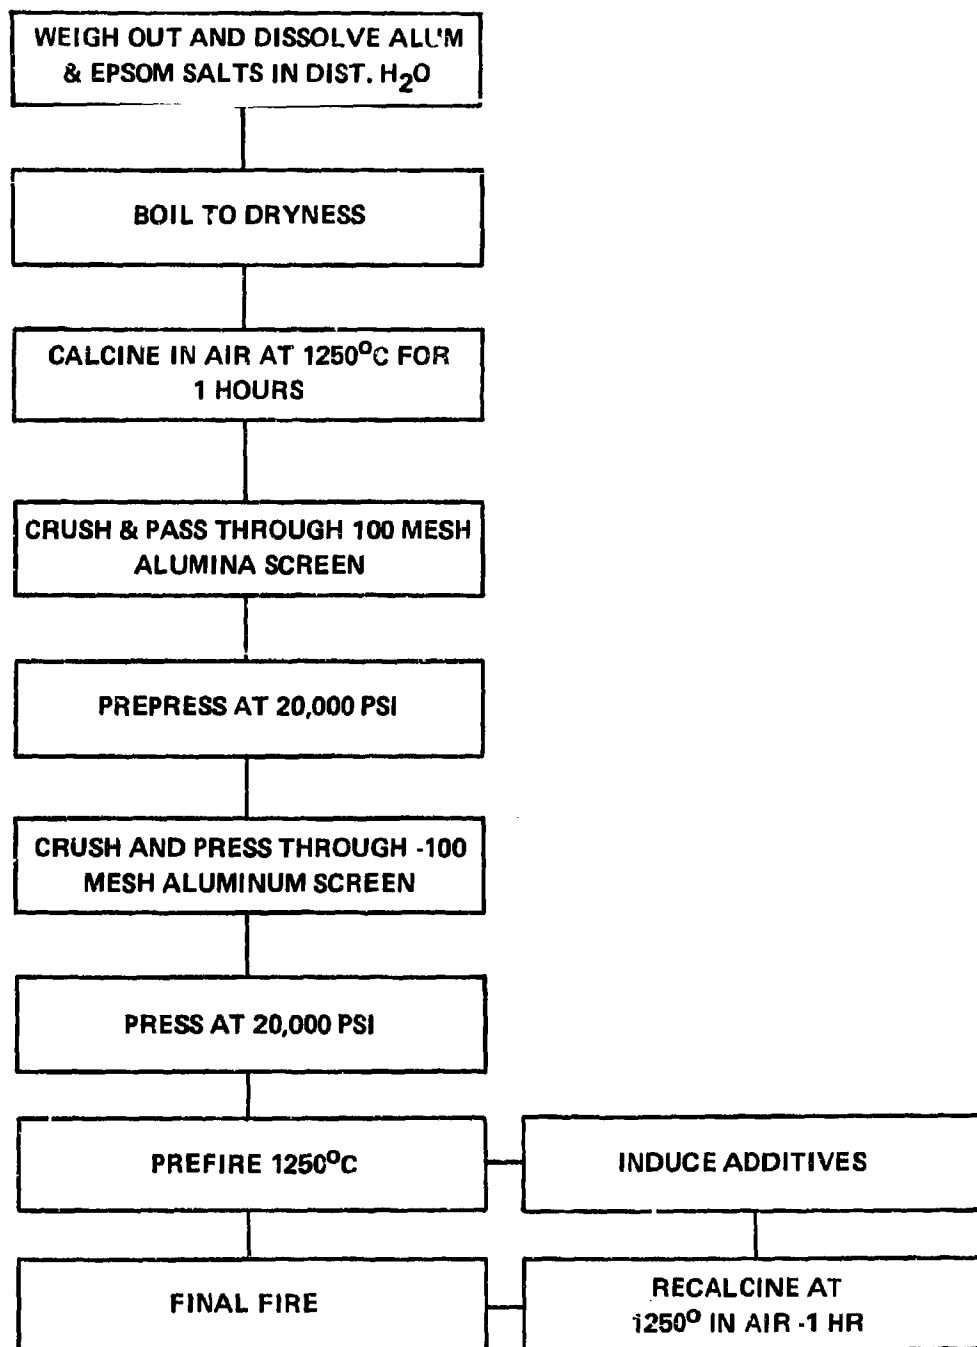 WEIGH OUT AND DISSOLVE ALUM
& EPSOM SALTS IN DIST. H2O
BOIL TO DRYNESS
CALCINE IN AIR AT 1250°C FOR
1 HOURS
CRUSH & PASS THROUGH 100 MESH
ALUMINA SCREEN
PREPRESS AT 20,000 PSI
CRUSH AND PRESS THROUGH -100
MESH ALUMINUM SCREEN
PRESS AT 20,000 PSI
PREFIRE 1250°C
INDUCE ADDITIVES
FINAL FIRE
RECALCINE AT
1250° IN AIR -1 HR